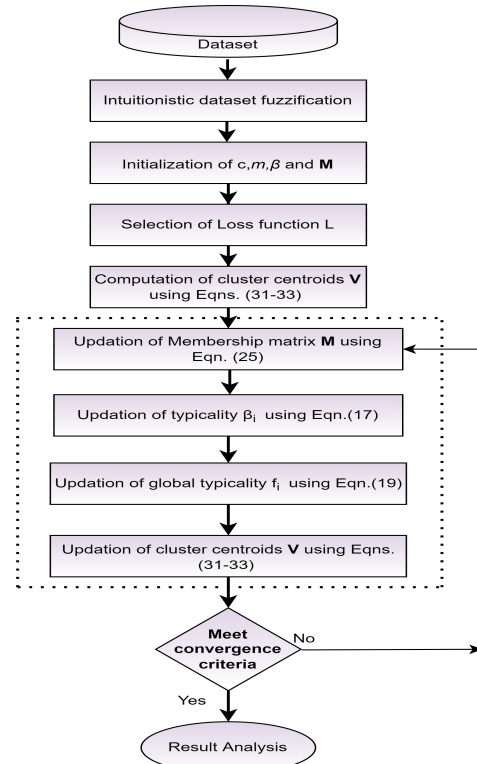 Dataset
Intuitionistic dataset fuzzification
Initialization of c,m,β and M
Selection of Loss function L
Computation of cluster centroids V
using Eqns. (31-33)
Updation of Membership matrix M using
Eqn. (25)
Updation of typicality βi using Eqn.(17)
Updation of global typicality fi using Eqn.(19)
Updation of cluster centroids V using Eqns.
(31-33)
Meet
convergence
criteria
No
Yes
Result Analysis